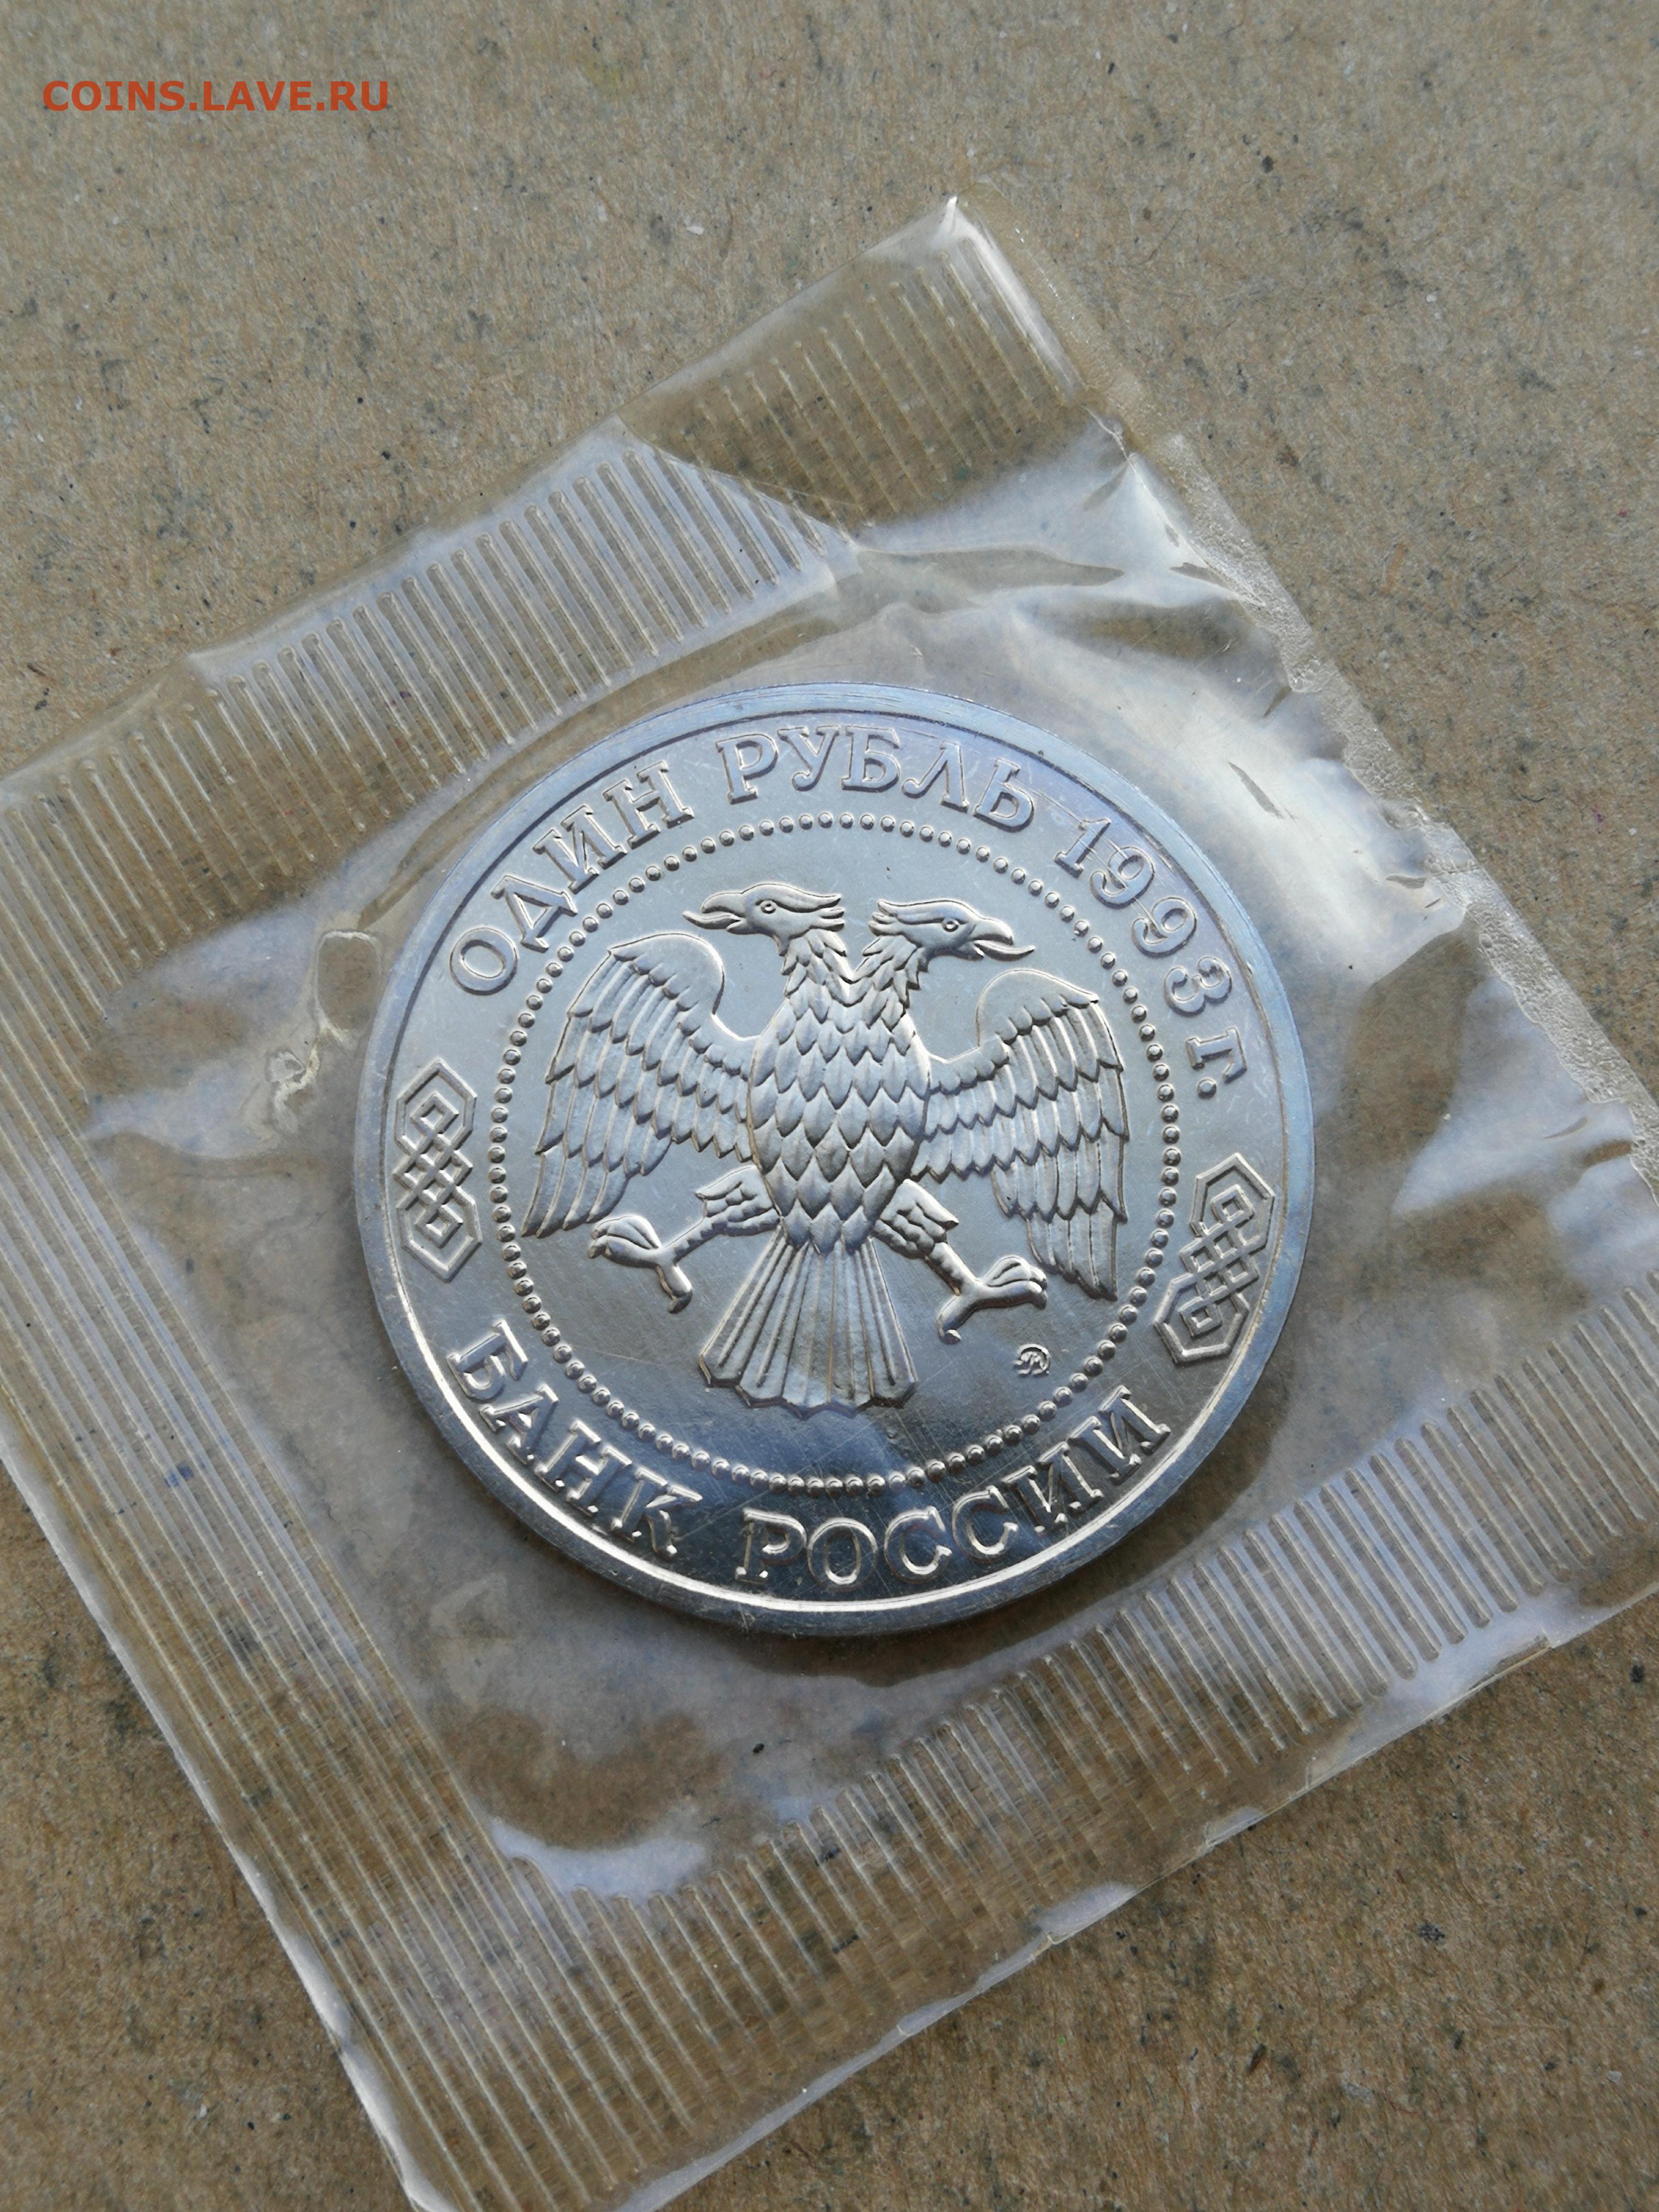 COINS.LAVE.RU
ОДИН РУБЛЬ 1993 г.
БАНК РОССИИ